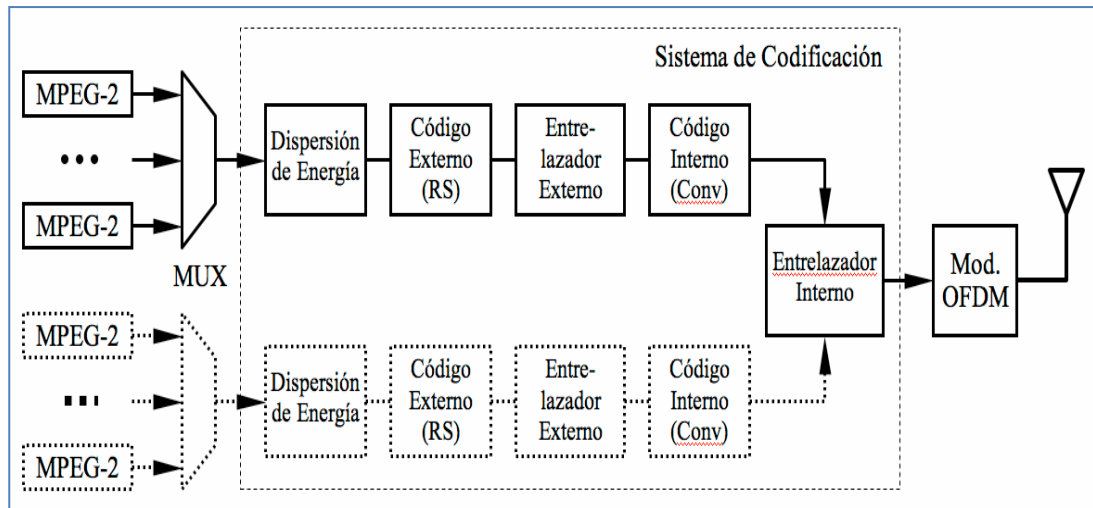 Sistema de Codificación
MPEG-2
MPEG-2
MUX
Dispersión
de Energía
Código
Externo
(RS)
Entre-
lazador
Externo
Código
Interno
(Conv)
Entrelazador
Interno
Mod.
OFDM
MPEG-2
MPEG-2
Dispersión
de Energía
Código
Externo
(RS)
Entre-
lazador
Externo
Código
Interno
(Conv)